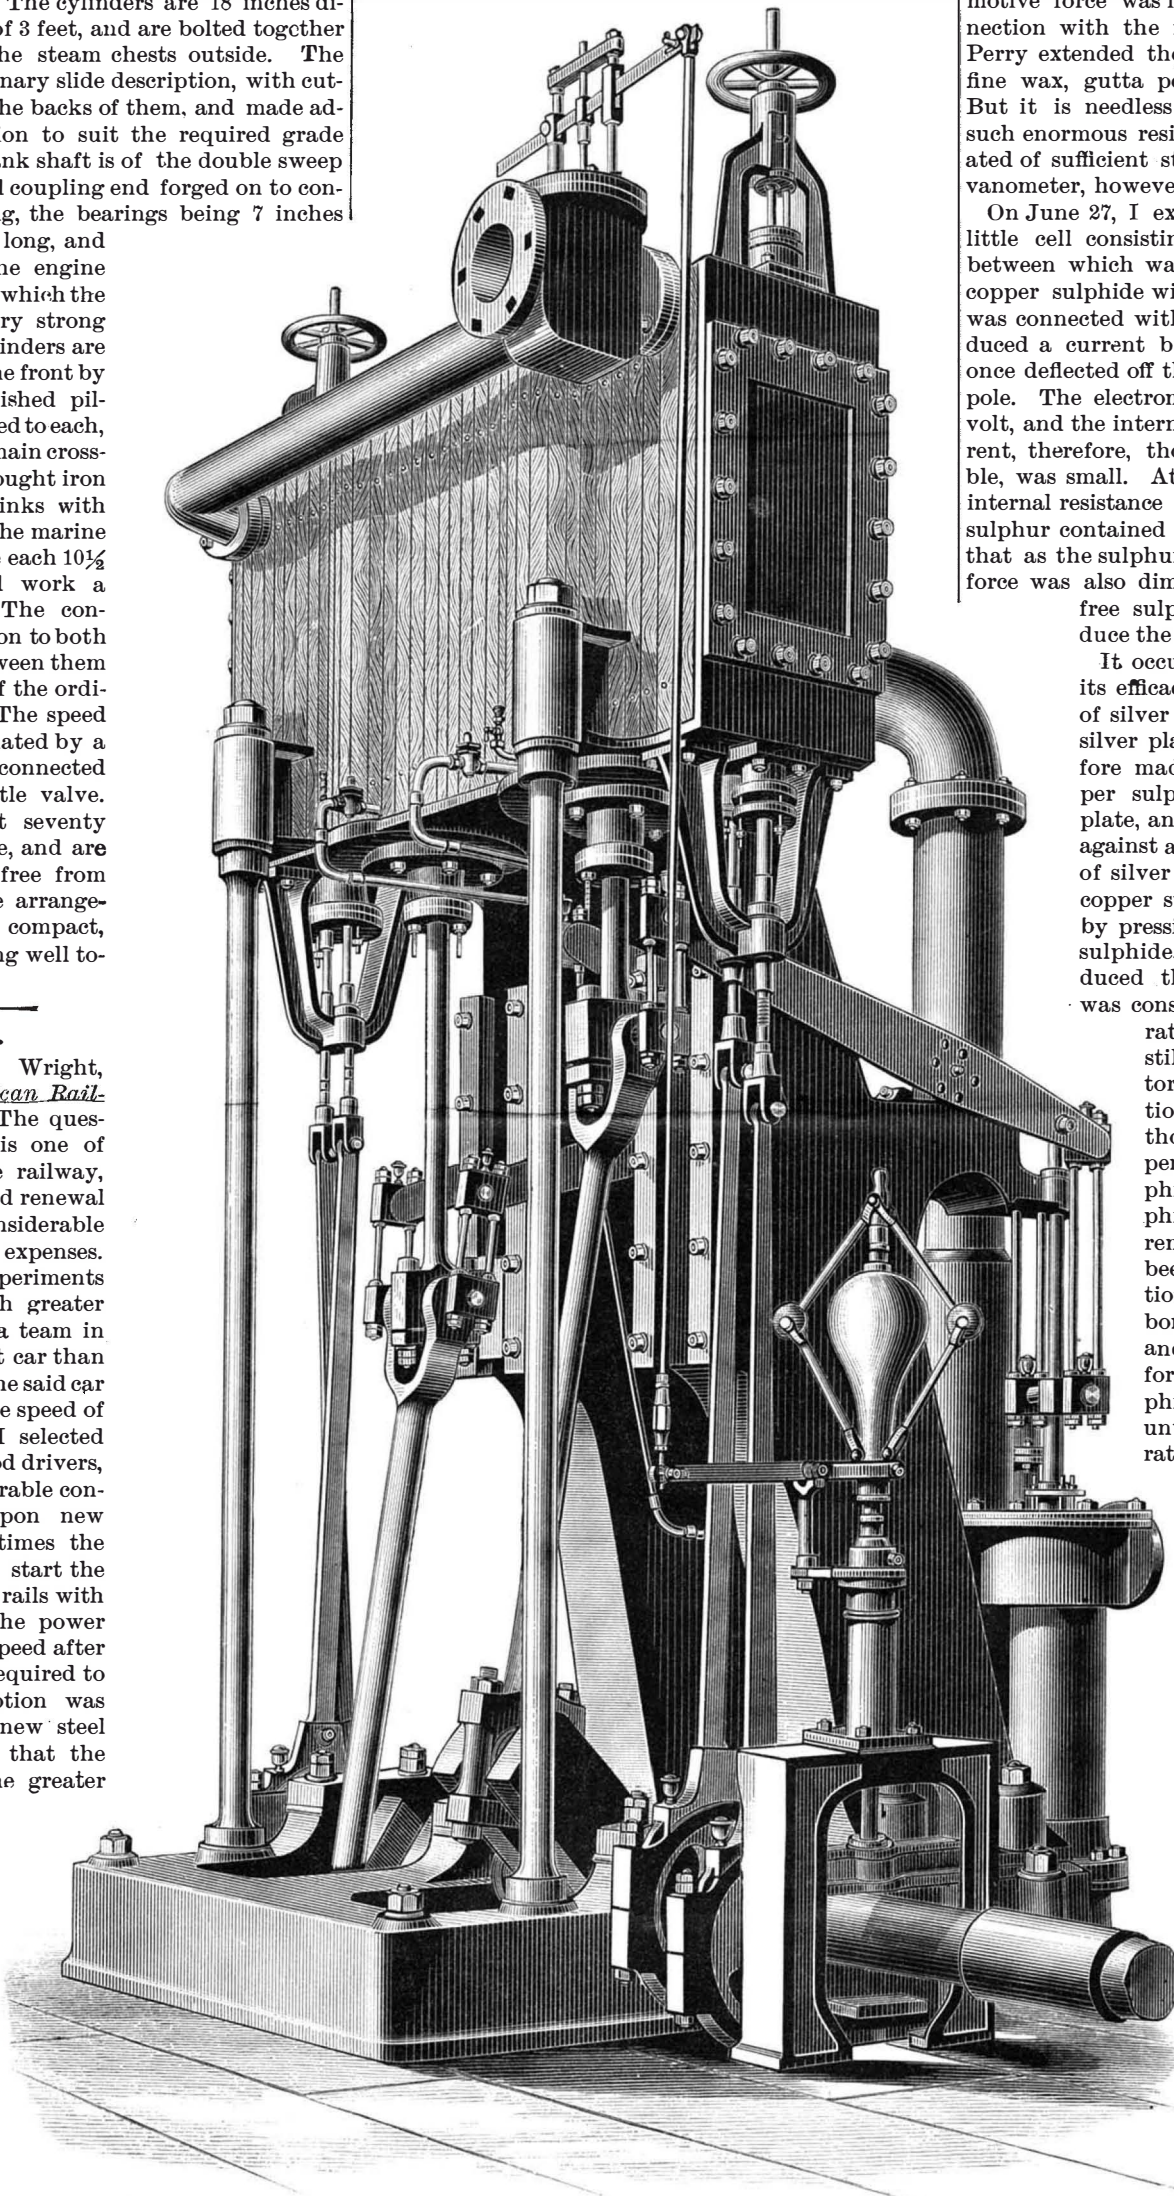 The cylinders are 18 inches di-
of 3 feet, and are bolted together
he steam chests outside. The
nary slide description, with cut-
he backs of them, and made ad-
on to suit the required grade
nk shaft is of the double sweep
l coupling end forged on to con-
g, the bearings being 7 inches
long, and
he engine
which the
ry strong
inders are
he front by
ished pil-
ed to each,
ain cross-
ought iron
inks with
he marine
each 10½
work a
The con-
on to both
ween them
f the ordi-
The speed
ated by a
connected
tle valve.
t seventy
e, and are
free from
e arrange-
compact,
ng well to-
Wright,
can Rail-
The ques-
is one of
e railway,
d renewal
nsiderable
expenses.
periments
h greater
a team in
t car than
he said car
e speed of
I selected
od drivers,
rable con-
pon new
times the
start the
rails with
he power
peed after
equired to
otion was
new steel
that the
he greater
motive force was
nection with the
Perry extended the
fine wax, gutta pe
But it is needless
such enormous resi
ated of sufficient st
vanometer, howeve
On June 27, I ex
little cell consistin
between which wa
copper sulphide wi
was connected with
duced a current b
once deflected off th
pole. The electron
volt, and the intern
rent, therefore, the
ble, was small. At
internal resistance
sulphur contained
that as the sulphu
force was also dim
free sulp
duce the
It occu
its efficac
of silver
silver pla
fore mad
per sulp
plate, an
against a
of silver
copper s
by pressi
sulphide.
duced th
was cons
rat
stil
tor
tio
tho
per
ph
ph
ren
bee
tio
bor
and
for
ph
un
rat